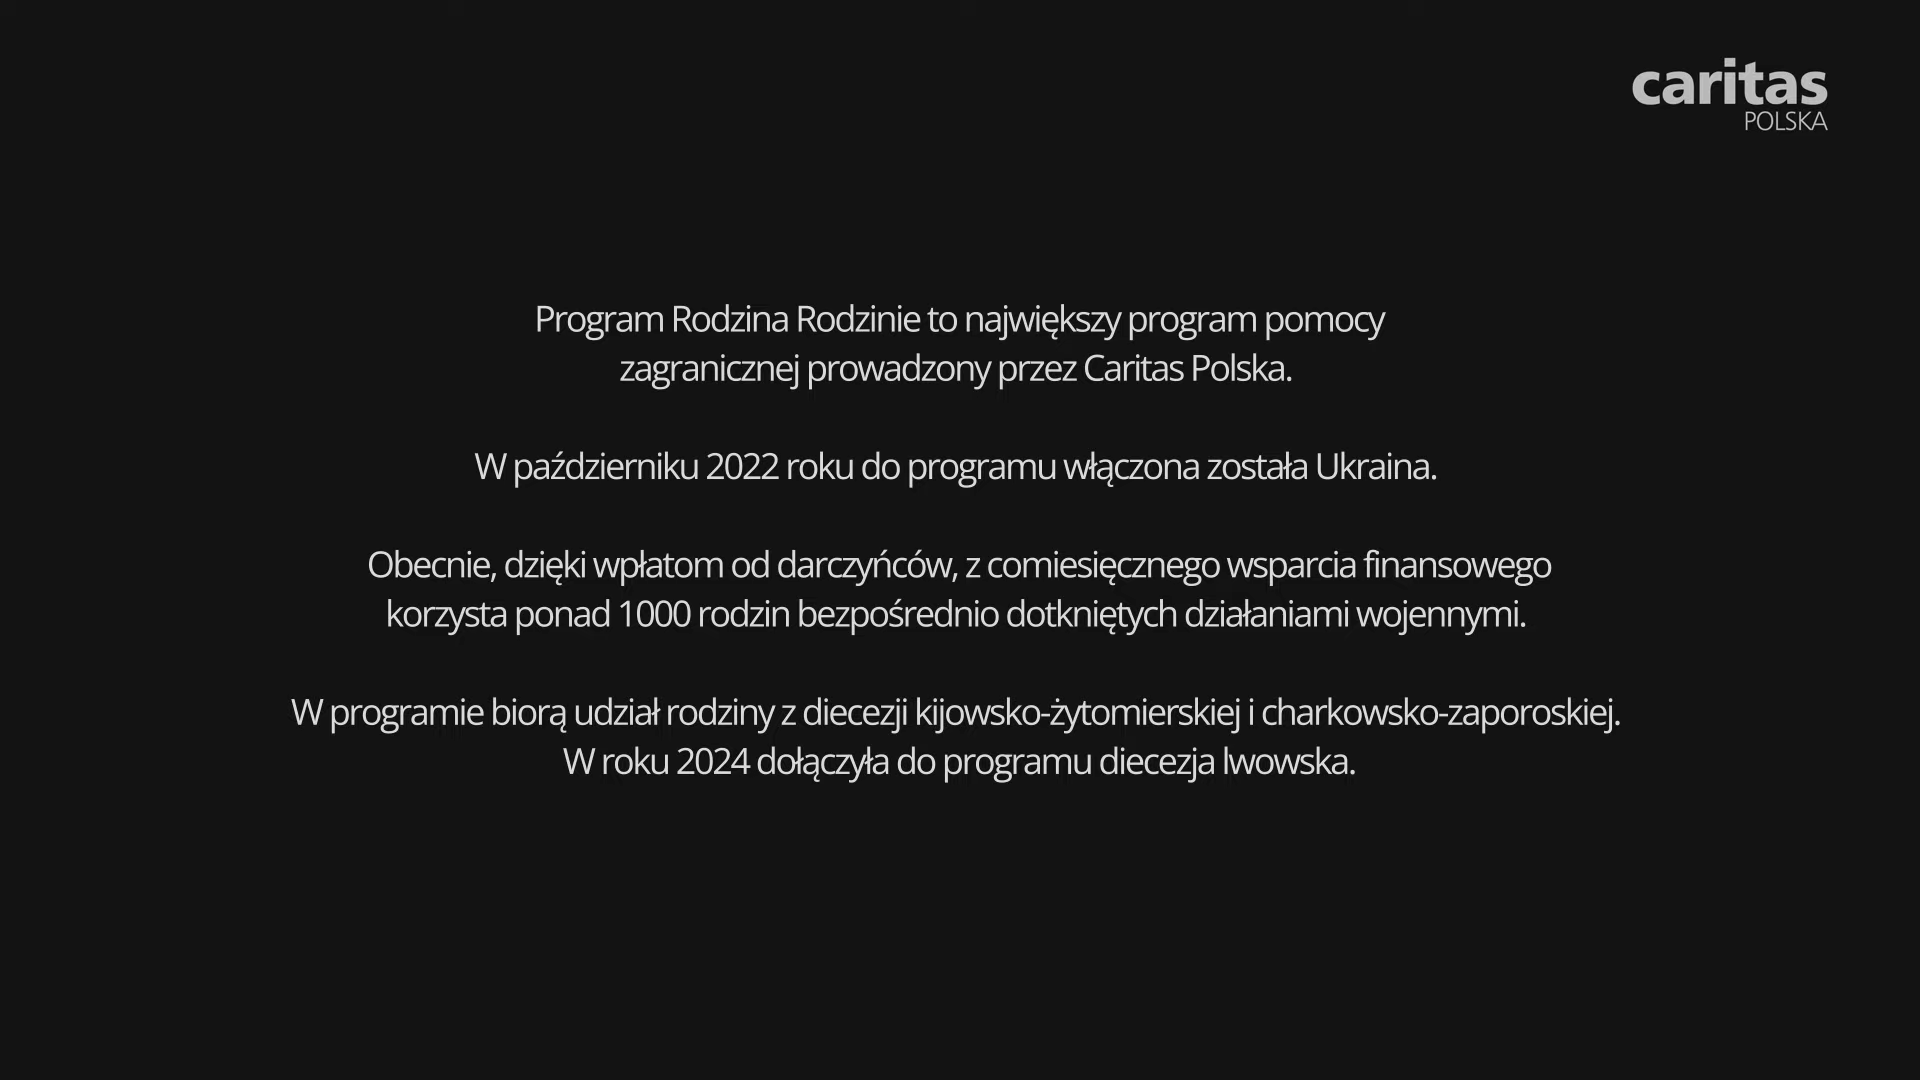 caritas
POLSKA
Program Rodzina Rodzinie to największy program pomocy
zagranicznej prowadzony przez Caritas Polska.
W październiku 2022 roku do programu włączona została Ukraina.
Obecnie, dzięki wpłatom od darczyńców, z comiesięcznego wsparcia finansowego
korzysta ponad 1000 rodzin bezpośrednio dotkniętych działaniami wojennymi.
W programie biorą udział rodziny z diecezji kijowsko-żytomierskiej i charkowsko-zaporoskiej.
W roku 2024 dołączyła do programu diecezja lwowska.